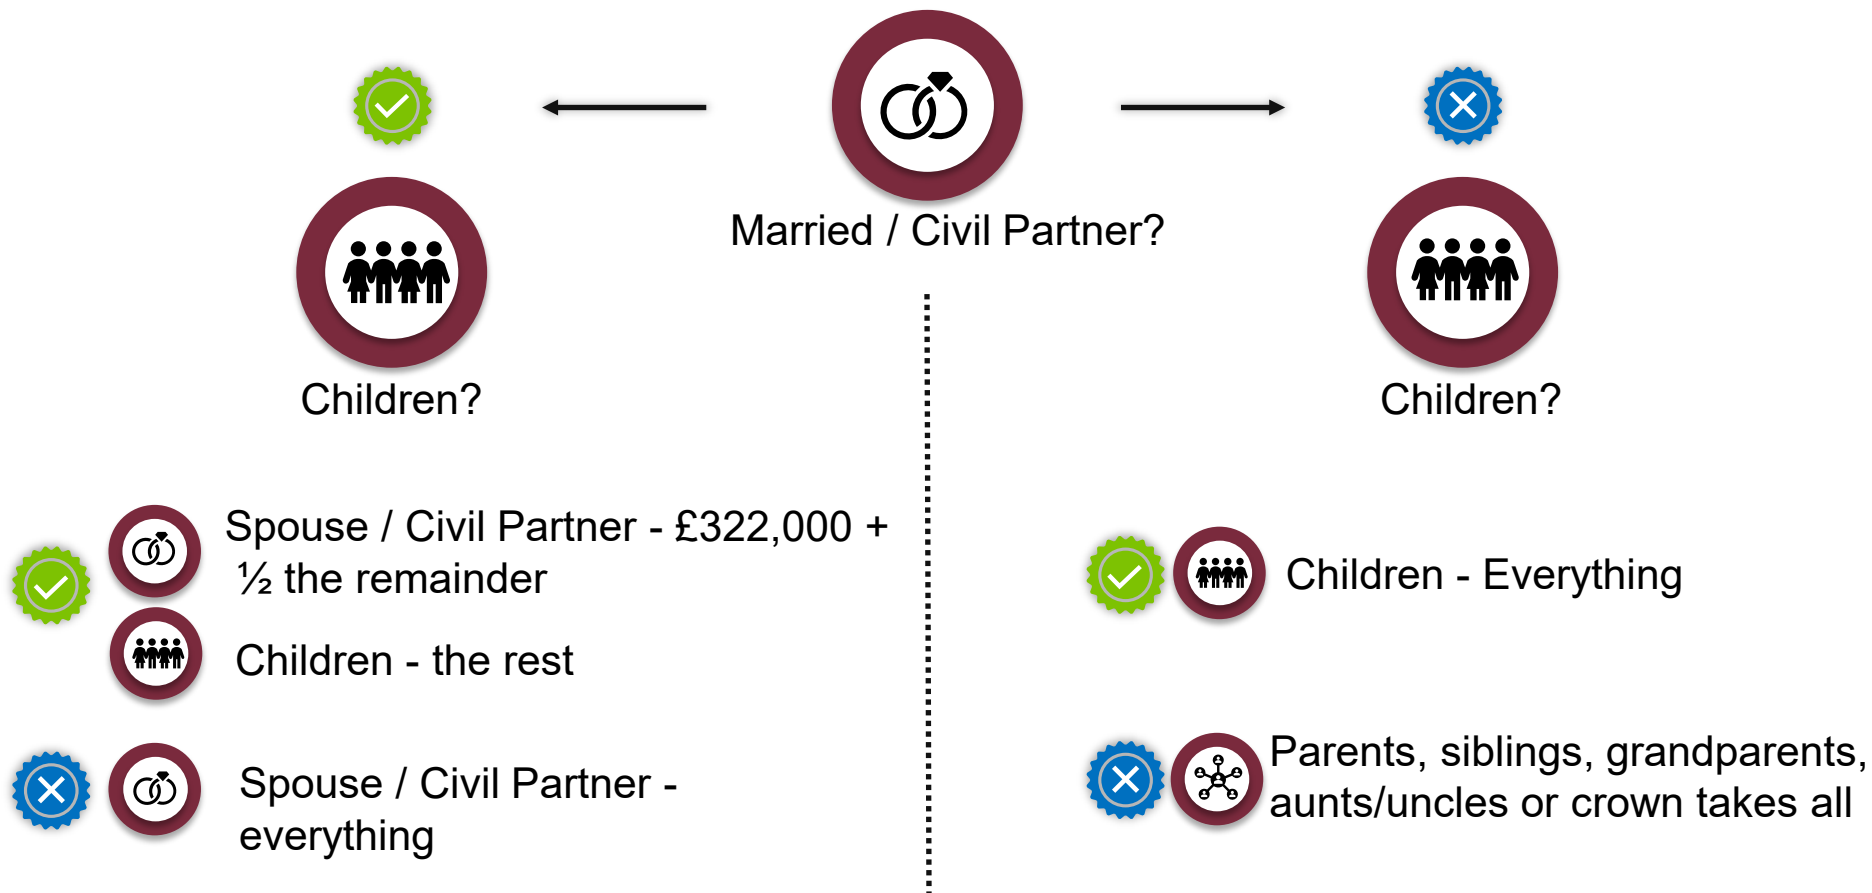 Married / Civil Partner?
Children?
Spouse / Civil Partner - £322,000 +
½ the remainder
Children - the rest
Spouse / Civil Partner -
everything
Children?
Children - Everything
Parents, siblings, grandparents,
aunts/uncles or crown takes all